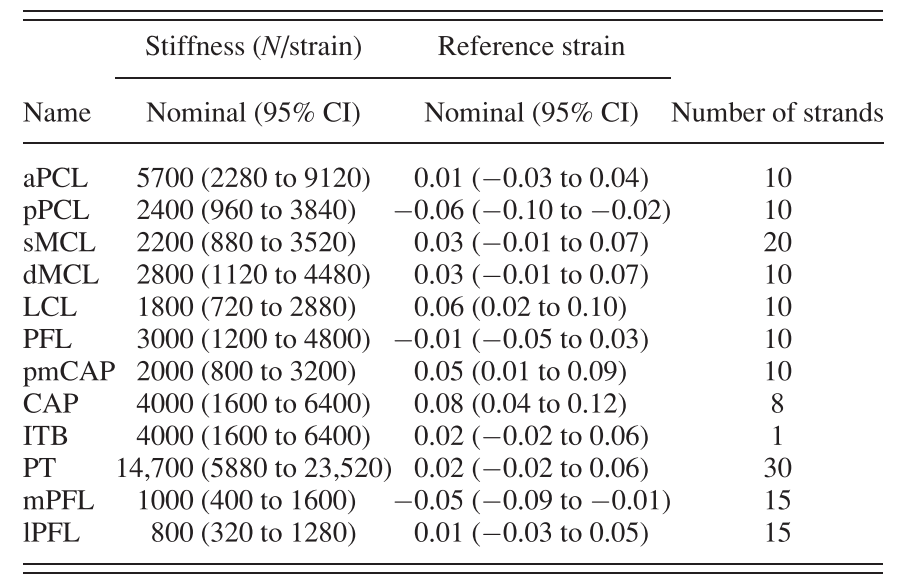 Stiffness (N/strain) Reference strain
Name Nominal (95% CI) Nominal (95% CI) Number of strands
aPCL 5700 (2280 to 9120) 0.01 (−0.03 to 0.04) 10
pPCL 2400 (960 to 3840) −0.06 (−0.10 to −0.02) 10
sMCL 2200 (880 to 3520) 0.03 (−0.01 to 0.07) 20
dMCL 2800 (1120 to 4480) 0.03 (−0.01 to 0.07) 10
LCL 1800 (720 to 2880) 0.06 (0.02 to 0.10) 10
PFL 3000 (1200 to 4800) −0.01 (−0.05 to 0.03) 10
pmCAP 2000 (800 to 3200) 0.05 (0.01 to 0.09) 10
CAP 4000 (1600 to 6400) 0.08 (0.04 to 0.12) 8
ITB 4000 (1600 to 6400) 0.02 (−0.02 to 0.06) 1
PT 14,700 (5880 to 23,520) 0.02 (−0.02 to 0.06) 30
mPFL 1000 (400 to 1600) −0.05 (−0.09 to −0.01) 15
lPFL 800 (320 to 1280) 0.01 (−0.03 to 0.05) 15